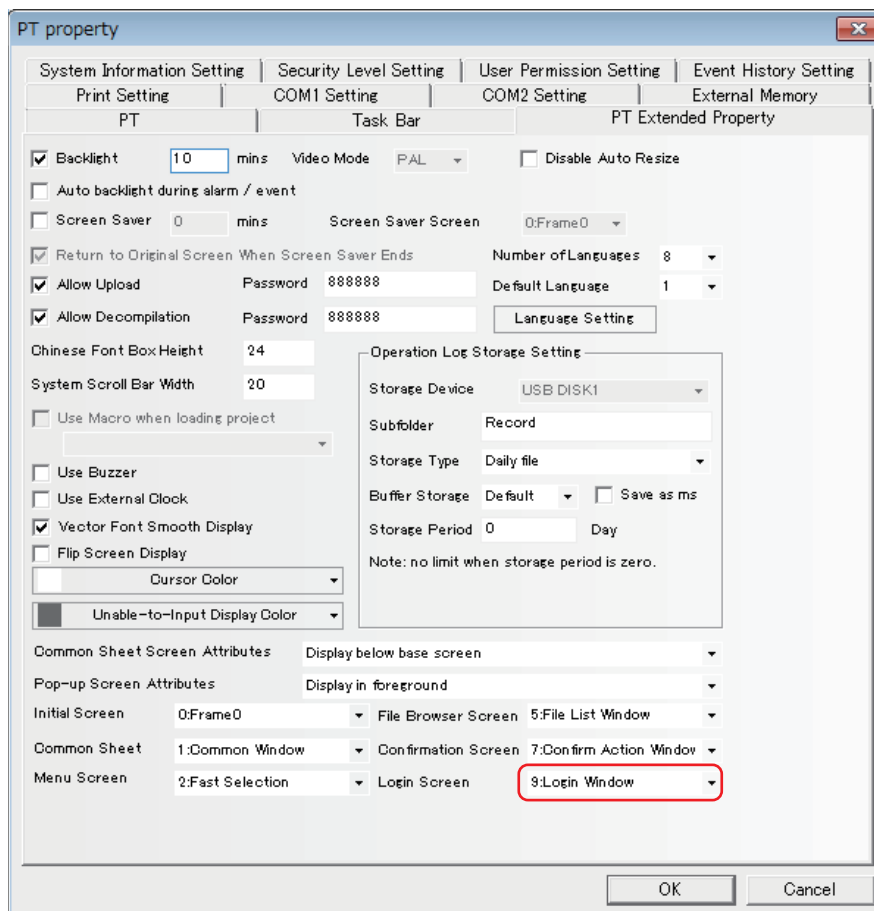 PT property
System Information Setting Security Level Setting User Permission Setting Event History Setting
Print Setting COM1 Setting COM2 Setting External Memory
PT Task Bar PT Extended Property
Backlight 10 mins Video Mode PAL Disable Auto Resize
Auto backlight during alarm / event
Screen Saver 0 mins Screen Saver Screen 0:Frame0
Return to Original Screen When Screen Saver Ends Number of Languages 8
Allow Upload Password 888888 Default Language 1
Allow Decompilation Password 888888 Language Setting
Chinese Font Box Height 24 Operation Log Storage Setting
System Scroll Bar Width 20 Storage Device USB DISK1
Use Macro when loading project Subfolder Record
Storage Type Daily file
Use Buzzer
Use External Clock Buffer Storage Default Save as ms
Vector Font Smooth Display Storage Period 0 Day
Flip Screen Display Note: no limit when storage period is zero.
Cursor Color
Unable-to-Input Display Color
Common Sheet Screen Attributes Display below base screen
Pop-up Screen Attributes Display in foreground
Initial Screen 0:Frame0 File Browser Screen 5:File List Window
Common Sheet 1:Common Window Confirmation Screen 7:Confirm Action Window
Menu Screen 2:Fast Selection Login Screen 9:Login Window
OK Cancel